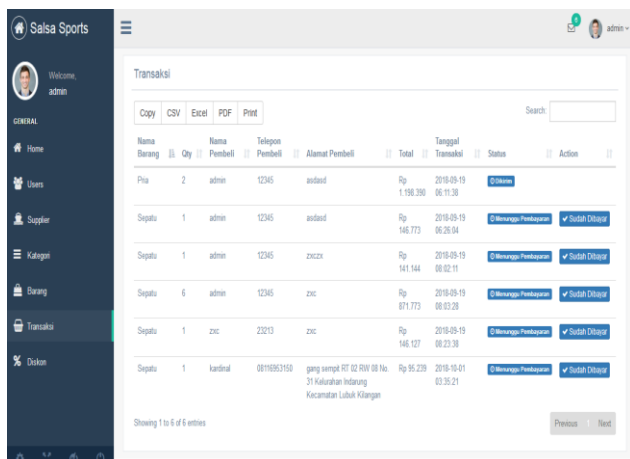 Salsa Sports
0
admin
Welcome,
admin
GENERAL
Home
Users
Supplier
Kategori
Barang
Transaksi
Diskon
Transaksi
Copy CSV Excel PDF Print
Search:
Nama Barang Qty Nama Pembeli Telepon Pembeli Alamat Pembeli Total Tanggal Transaksi Status Action
Pria 2 admin 12345 asdasd Rp 1.198.390 2018-09-19 06:11:38 Dikirim
Sepatu 1 admin 12345 asdasd Rp 146.773 2018-09-19 06:26:04 Menunggu Pembayaran Sudah Dibayar
Sepatu 1 admin 12345 zxczx Rp 141.144 2018-09-19 08:02:11 Menunggu Pembayaran Sudah Dibayar
Sepatu 6 admin 12345 zxc Rp 871.773 2018-09-19 08:03:28 Menunggu Pembayaran Sudah Dibayar
Sepatu 1 zxc 23213 zxc Rp 146.127 2018-09-19 08:23:38 Menunggu Pembayaran Sudah Dibayar
Sepatu 1 kardinal 08116953150 gang sempit RT 02 RW 08 No. 31 Kelurahan Indarung Kecamatan Lubuk Kilangan Rp 95.239 2018-10-01 03:35:21 Menunggu Pembayaran Sudah Dibayar
Showing 1 to 6 of 6 entries
Previous 1 Next